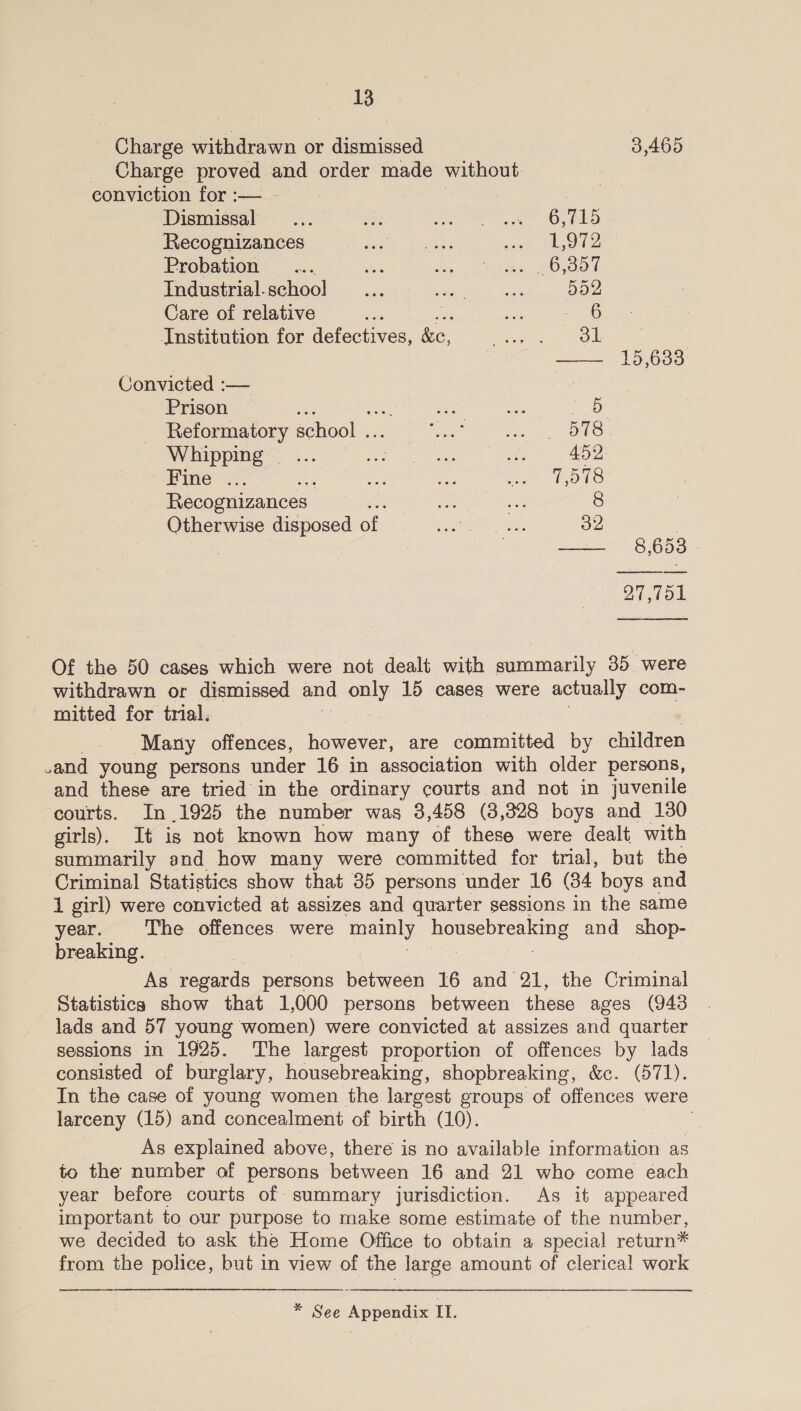 13
Charge withdrawn or dismissed 3,465
Charge proved and order made without
conviction for :—
Dismissal ... ... ... ... 6,715
Recognizances ... ... ... 1,972
Probation ... ... ... ... 6,357
Industrial school ... ... ... 552
Care of relative ... ... ... 6
Institution for defectives, &c, ... . 31
—— 15,633
Convicted :—
Prison ... ... ... ... 5
Reformatory school ... ... ... 578
Whipping ... ... ... ... 452
Fine ... ... ... ... ... 7,578
Recognizances ... ... ... 8
Otherwise disposed of ... ... 32
—— 8,653
27,751
Of the 50 cases which were not dealt with summarily 35 were
withdrawn or dismissed and only 15 cases were actually com-
mitted for trial.
Many offences, however, are committed by children
and young persons under 16 in association with older persons,
and these are tried in the ordinary courts and not in juvenile
courts. In 1925 the number was 3,458 (3,328 boys and 130
girls). It is not known how many of these were dealt with
summarily and how many were committed for trial, but the
Criminal Statistics show that 35 persons under 16 (34 boys and
1 girl) were convicted at assizes and quarter sessions in the same
year. The offences were mainly housebreaking and shop-
breaking.
As regards persons between 16 and 21, the Criminal
Statistics show that 1,000 persons between these ages (943
lads and 57 young women) were convicted at assizes and quarter
sessions in 1925. The largest proportion of offences by lads
consisted of burglary, housebreaking, shopbreaking, &c. (571).
In the case of young women the largest groups of offences were
larceny (15) and concealment of birth (10).
As explained above, there is no available information as
to the number of persons between 16 and 21 who come each
year before courts of summary jurisdiction. As it appeared
important to our purpose to make some estimate of the number,
we decided to ask the Home Office to obtain a special return*
from the police, but in view of the large amount of clerical work
* See Appendix II.